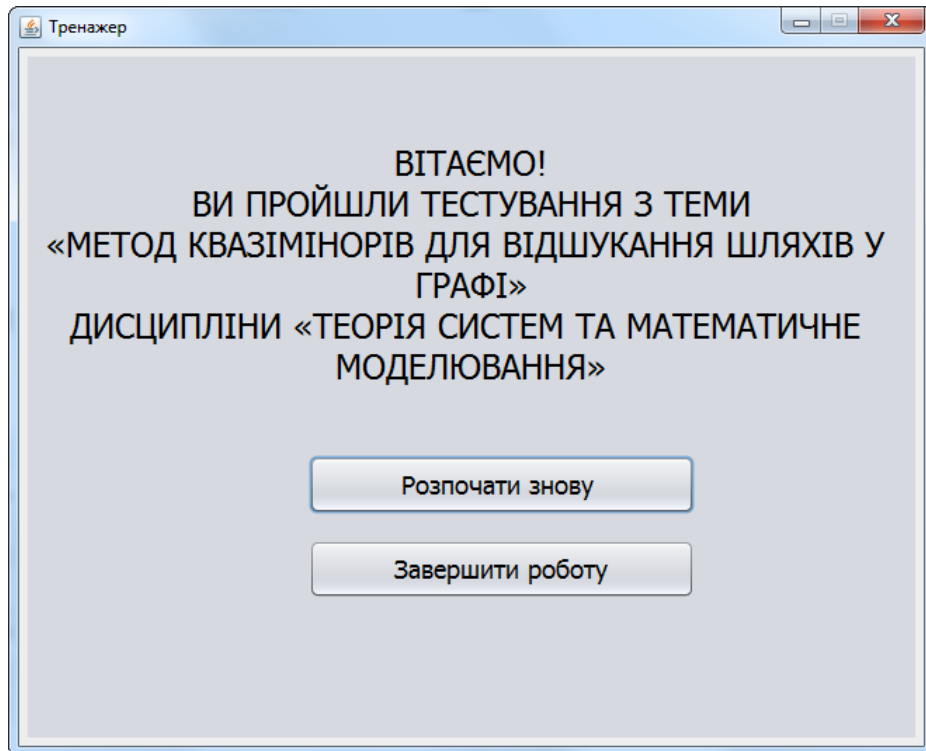 Тренажер
ВІТАЄМО!
ВИ ПРОЙШЛИ ТЕСТУВАННЯ З ТЕМИ
«МЕТОД КВАЗІМІНОРІВ ДЛЯ ВІДШУКАННЯ ШЛЯХІВ У
ГРАФІ»
ДИСЦИПЛІНИ «ТЕОРІЯ СИСТЕМ ТА МАТЕМАТИЧНЕ
МОДЕЛЮВАННЯ»
Розпочати знову
Завершити роботу